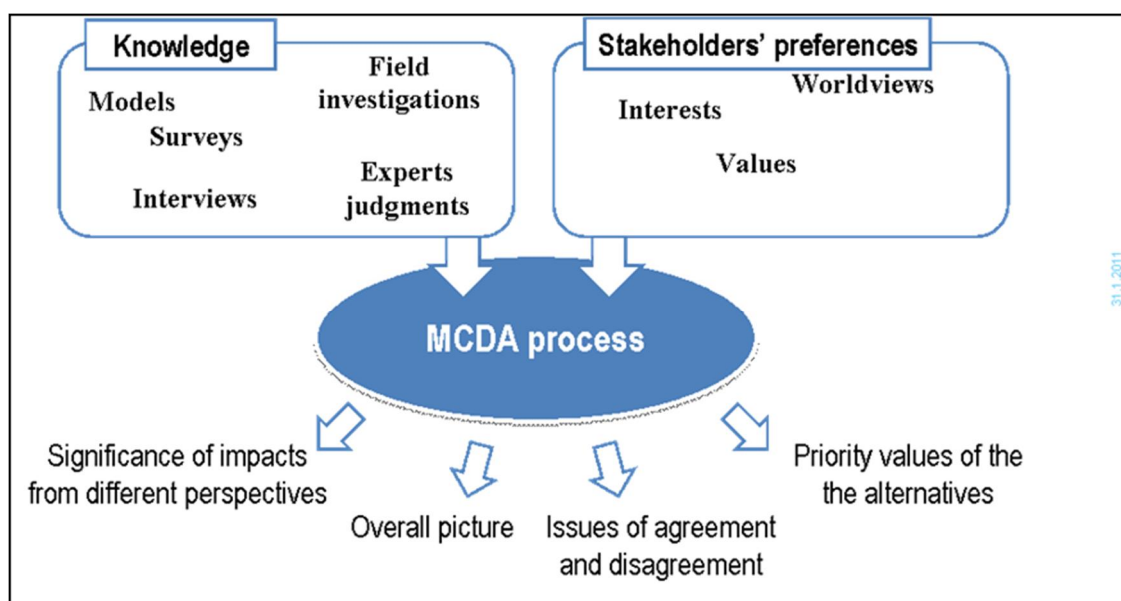 Knowledge
Field
investigations
Models
Surveys
Interviews
Experts
judgments
Stakeholders' preferences
Worldviews
Interests
Values
MCDA process
Significance of impacts
from different perspectives
Overall picture
Issues of agreement
and disagreement
Priority values of the
the alternatives
31.1.2011